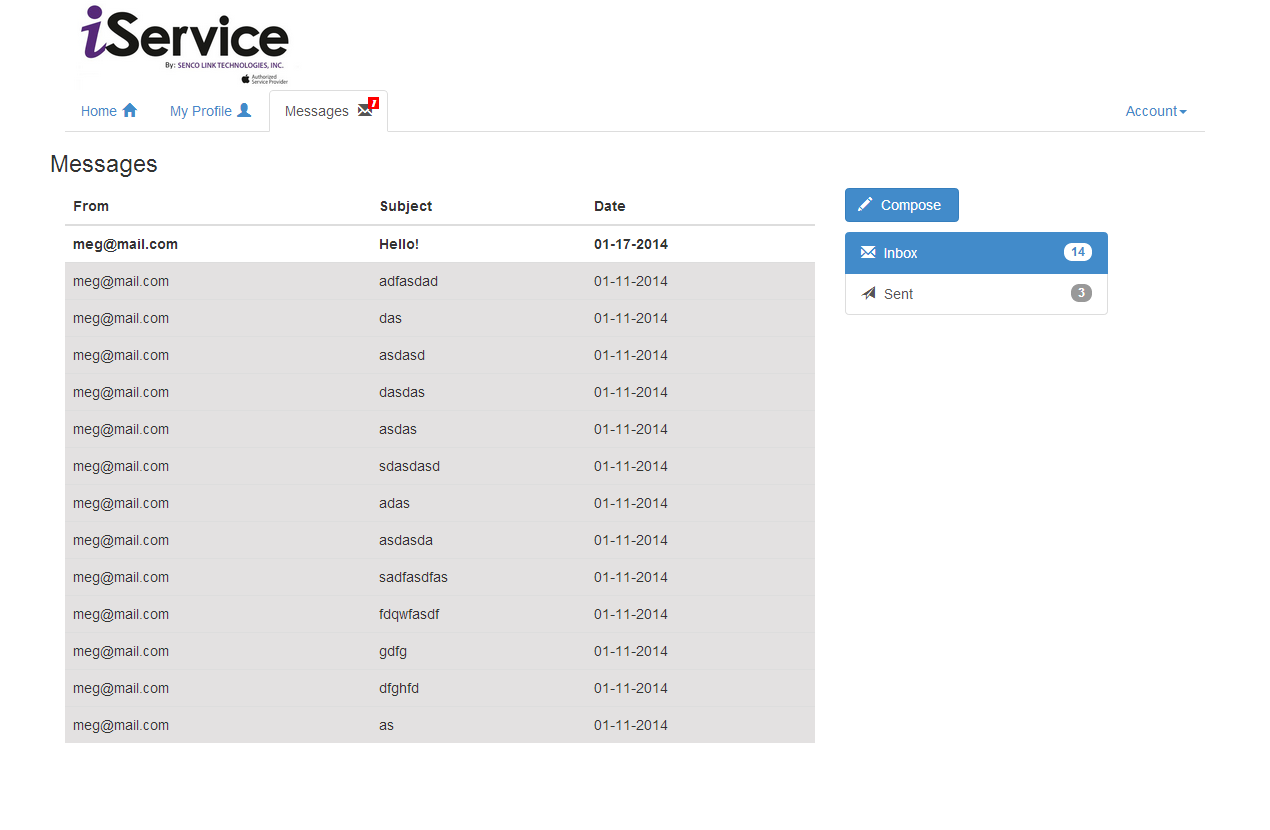 iService
By: SENCO LINK TECHNOLOGIES, INC.
Authorized
Service Provider
Home My Profile Messages 1 Account
Messages
From Subject Date
meg@mail.com Hello! 01-17-2014
meg@mail.com adfasdad 01-11-2014
meg@mail.com das 01-11-2014
meg@mail.com asdasd 01-11-2014
meg@mail.com dasdas 01-11-2014
meg@mail.com asdas 01-11-2014
meg@mail.com sdasdasd 01-11-2014
meg@mail.com adas 01-11-2014
meg@mail.com asdasda 01-11-2014
meg@mail.com sadfasdfas 01-11-2014
meg@mail.com fdqwfasdf 01-11-2014
meg@mail.com gdfg 01-11-2014
meg@mail.com dfghfd 01-11-2014
meg@mail.com as 01-11-2014
Compose
Inbox 14
Sent 3